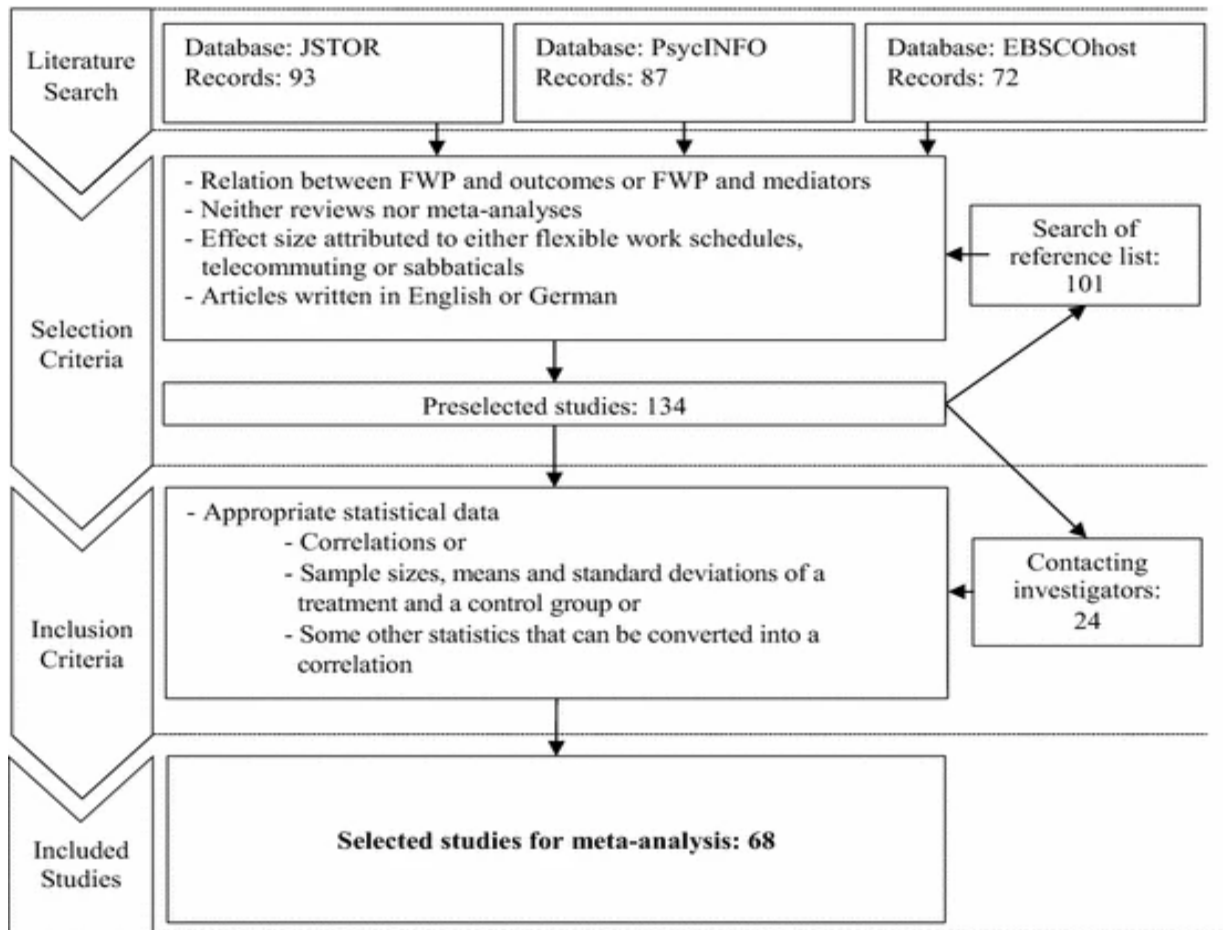 Literature
Search
Database: JSTOR
Records: 93
Database: PsycINFO
Records: 87
Database: EBSCOhost
Records: 72
Selection
Criteria
- Relation between FWP and outcomes or FWP and mediators
- Neither reviews nor meta-analyses
- Effect size attributed to either flexible work schedules,
telecommuting or sabbaticals
- Articles written in English or German
Search of
reference list:
101
Preselected studies: 134
Inclusion
Criteria
- Appropriate statistical data
- Correlations or
- Sample sizes, means and standard deviations of a
treatment and a control group or
- Some other statistics that can be converted into a
correlation
Contacting
investigators:
24
Included
Studies
Selected studies for meta-analysis: 68